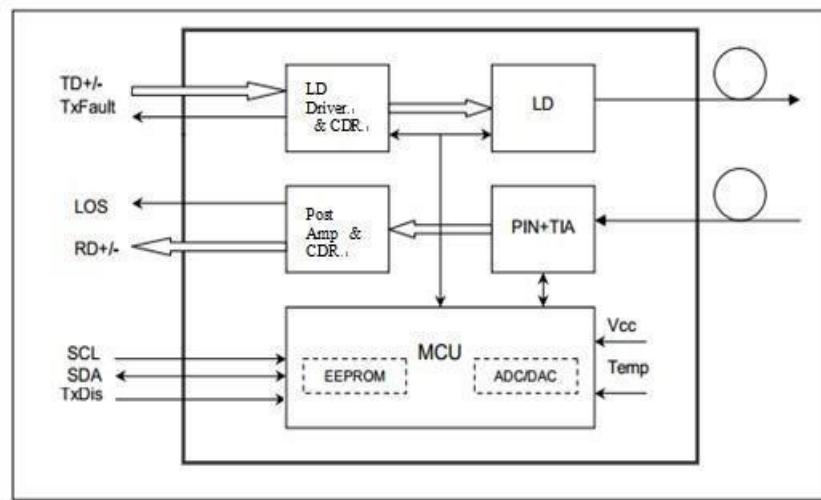 TD+/-
TxFault
LD
Driver
& CDR
LD
LOS
RD+/-
Post
Amp &
CDR
PIN+TIA
SCL
SDA
TxDis
MCU
EEPROM
ADC/DAC
Vcc
Temp